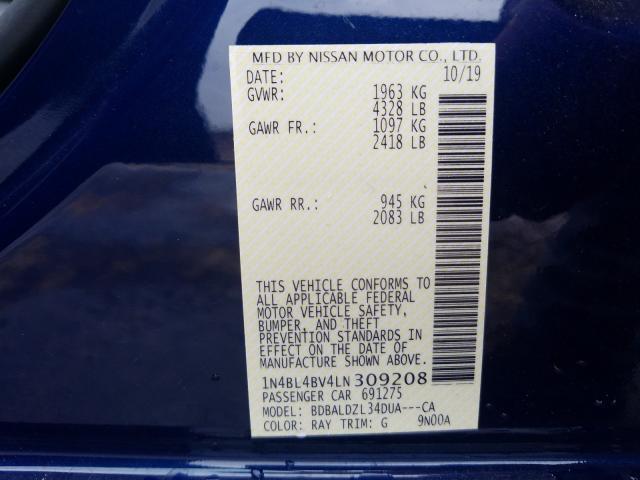 MFD BY NISSAN MOTOR CO., LTD.
DATE: 10/19
GVWR: 1963 KG
4328 LB
GAWR FR.: 1097 KG
2418 LB
GAWR RR.: 945 KG
2083 LB
THIS VEHICLE CONFORMS TO
ALL APPLICABLE FEDERAL
MOTOR VEHICLE SAFETY,
BUMPER, AND THEFT
PREVENTION STANDARDS IN
EFFECT ON THE DATE OF
MANUFACTURE SHOWN ABOVE.
1N4BL4BV4LN309208
PASSENGER CAR 691275
MODEL: BDBALDZL34DUA---CA
COLOR: RAY TRIM: G 9N00A